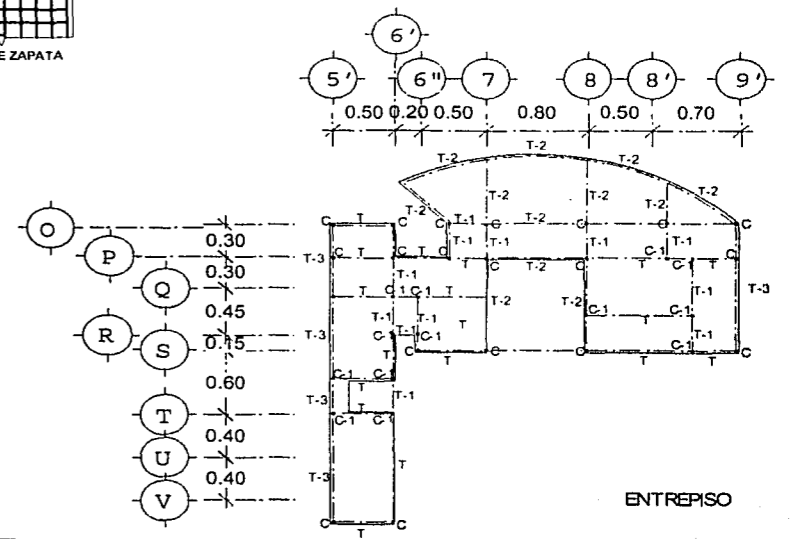 E ZAPATA
6'
5' 6" 7 8 8' 9'
0.50 0.20 0.50 0.80 0.50 0.70
T-2
T-2 T-2
T-2 T-2 T-2
T-2
O C T C T-2 C T-1 T-2 C T-2 C
0.30
P T-3 C T C T T-1 T-1 T-1 T-1 C-1
C T-2 C T C-1 T C
0.30
Q T-1 C-1 C-1 T-1 T-3
T T T-2 T-2
0.45 T-1 T-1 T C-1 T
R T-3 C-1 T-1 T-1
S C T C C T T C
0.15
T
0.60 C-1 C-1
T
T-3 T-1
T T
C-1 C-1
0.40
U T
T-3
0.40
V
C T C
ENTREPISO